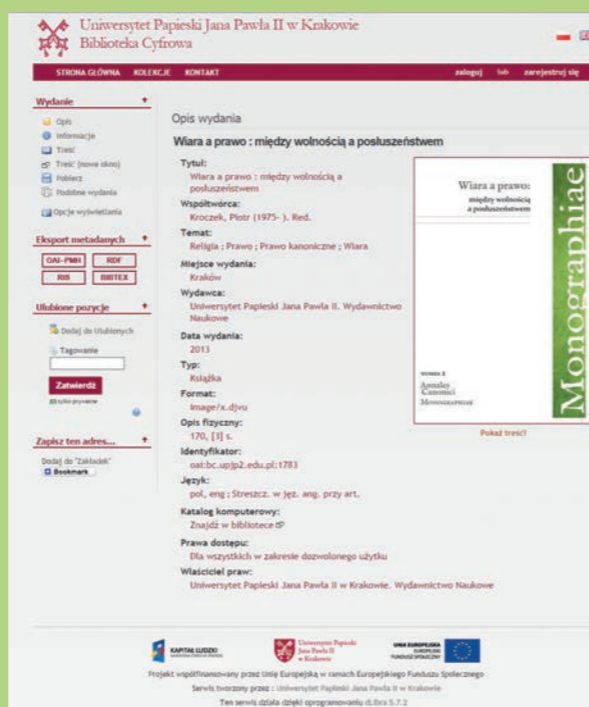 Uniwersytet Papieski Jana Pawła II w Krakowie
Biblioteka Cyfrowa
STRONA GŁÓWNA KOLEKCJE KONTAKT zaloguj lub zarejestruj się
Wydanie +
Opis
Informacje
Treść
Treść (nowe okno)
Pobierz
Podobne wydania
Opcje wyświetlania
Eksport metadanych +
OAI-PMH RDF
RIS BIBTEX
Ulubione pozycje +
Dodaj do Ulubionych
Tagowanie
Zatwierdź
tylko prywatne
Zapisz ten adres... +
Dodaj do "Zakładek"
Bookmark
Opis wydania
Wiara a prawo : między wolnością a posłuszeństwem
Tytuł:
Wiara a prawo : między wolnością a
posłuszeństwem
Współtwórca:
Kroczek, Piotr (1975- ). Red.
Temat:
Religia ; Prawo ; Prawo kanoniczne ; Wiara
Miejsce wydania:
Kraków
Wydawca:
Uniwersytet Papieski Jana Pawła II. Wydawnictwo
Naukowe
Data wydania:
2013
Typ:
Książka
Format:
image/x.djvu
Opis fizyczny:
170, [3] s.
Identyfikator:
oai:bc.upjp2.edu.pl:1783
Język:
pol, eng ; Streszcz. w jęz. ang. przy art.
Katalog komputerowy:
Znajdź w bibliotece
Prawa dostępu:
Dla wszystkich w zakresie dozwolonego użytku
Właściciel praw:
Uniwersytet Papieski Jana Pawła II w Krakowie. Wydawnictwo Naukowe
Wiara a prawo:
między wolnością
a posłuszeństwem
Annales
Canonici
Monographiae
Monographiae
Pokaż treść!
KAPITAŁ LUDZKI
NARODOWA STRATEGIA SPÓJNOŚCI
Uniwersytet Papieski
Jana Pawła II
w Krakowie
UNIA EUROPEJSKA
EUROPEJSKI
FUNDUSZ SPOŁECZNY
Projekt współfinansowany przez Unię Europejską w ramach Europejskiego Funduszu Społecznego
Serwis tworzony przez : Uniwersytet Papieski Jana Pawła II w Krakowie
Ten serwis działa dzięki oprogramowaniu dLibra 5.7.2